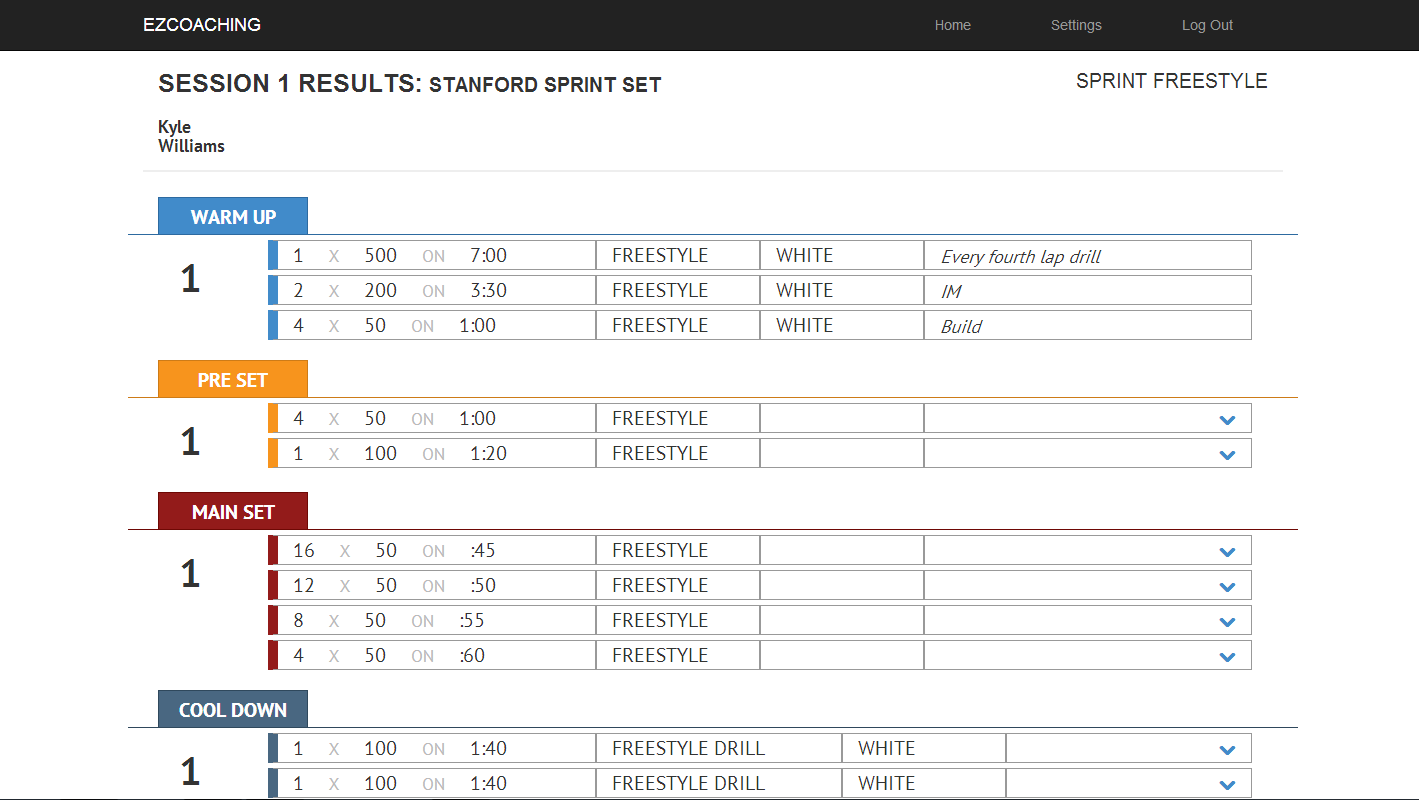 EZCOACHING Home Settings Log Out
SESSION 1 RESULTS: STANFORD SPRINT SET SPRINT FREESTYLE
Kyle
Williams
WARM UP
1
1 X 500 ON 7:00 FREESTYLE WHITE Every fourth lap drill
2 X 200 ON 3:30 FREESTYLE WHITE IM
4 X 50 ON 1:00 FREESTYLE WHITE Build
PRE SET
1
4 X 50 ON 1:00 FREESTYLE
1 X 100 ON 1:20 FREESTYLE
MAIN SET
1
16 X 50 ON :45 FREESTYLE
12 X 50 ON :50 FREESTYLE
8 X 50 ON :55 FREESTYLE
4 X 50 ON :60 FREESTYLE
COOL DOWN
1
1 X 100 ON 1:40 FREESTYLE DRILL WHITE
1 X 100 ON 1:40 FREESTYLE DRILL WHITE